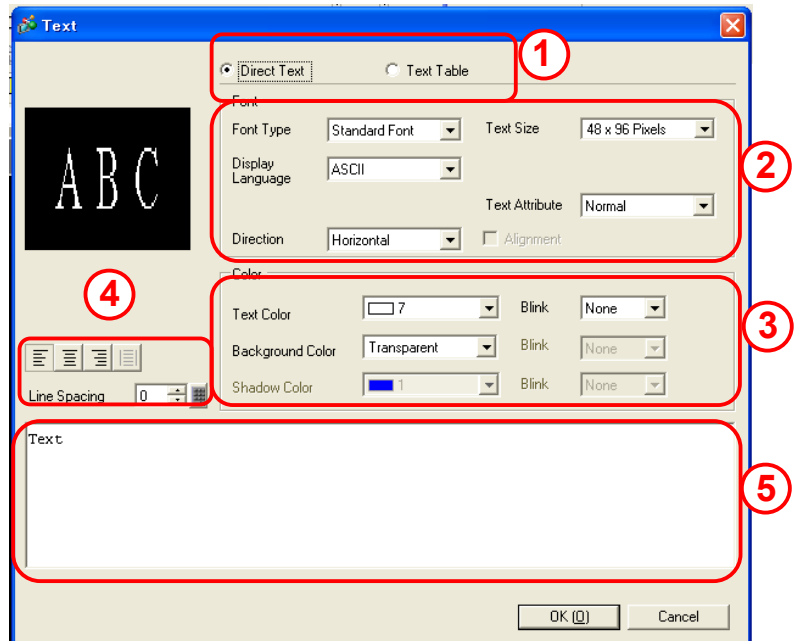 Text
1
Direct Text Text Table
Font
Font Type Standard Font Text Size 48 x 96 Pixels
2
Display
Language ASCII
ABC
Text Attribute Normal
Direction Horizontal Alignment
Color
4
Text Color 7 Blink None
3
Background Color Transparent Blink None
Shadow Color 1 Blink None
Line Spacing 0
Text
5
OK (O) Cancel